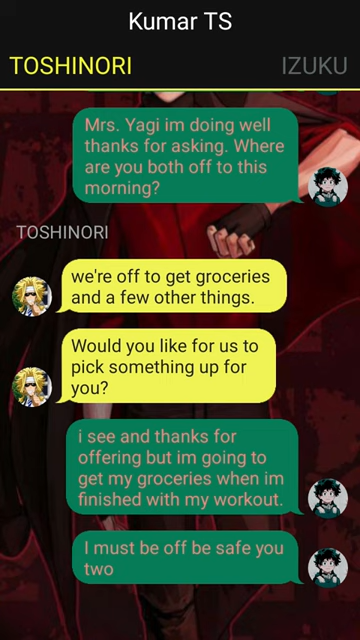 Kumar TS
TOSHINORI
IZUKU
Mrs. Yagi im doing well
thanks for asking. Where
are you both off to this
morning?
TOSHINORI
we're off to get groceries
and a few other things.
Would you like for us to
pick something up for
you?
i see and thanks for
offering but im going to
get my groceries when im
finished with my workout.
I must be off be safe you
two